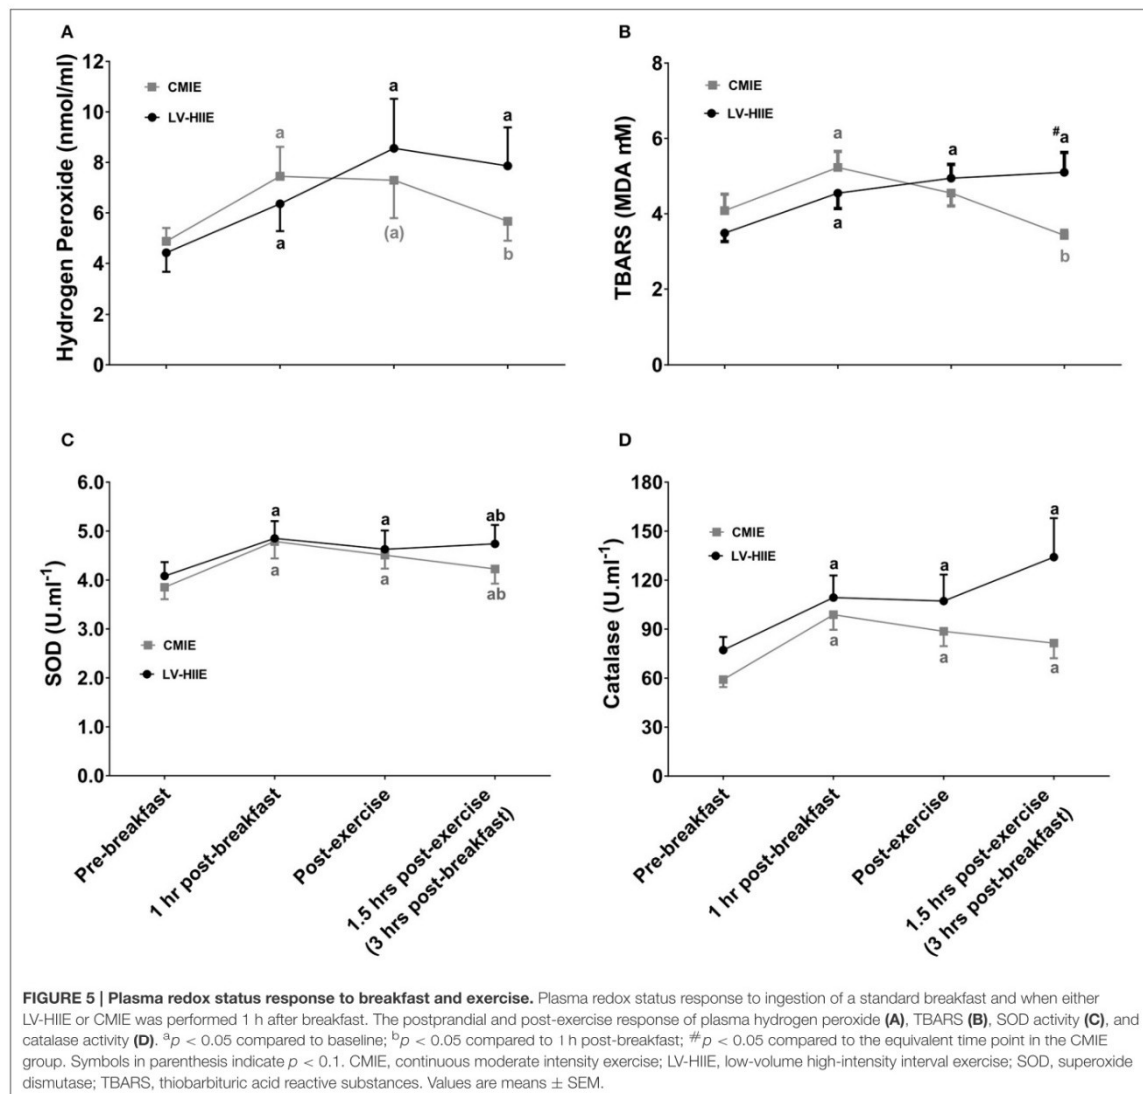 A
Hydrogen Peroxide (nmol/ml)
12
10
8
6
4
2
0
CMIE
LV-HIIE
a
a
a
a
(a)
b
B
TBARS (MDA mM)
8
6
4
2
0
CMIE
LV-HIIE
a
a
#a
a
b
C
SOD (U.ml-1)
6.0
5.0
4.0
3.0
2.0
1.0
0.0
a
a
ab
a
a
ab
CMIE
LV-HIIE
D
Catalase (U.ml-1)
180
150
120
90
60
30
0
CMIE
LV-HIIE
a
a
a
a
a
a
Pre-breakfast
1 hr post-breakfast
Post-exercise
1.5 hrs post-exercise
(3 hrs post-breakfast)
Pre-breakfast
1 hr post-breakfast
Post-exercise
1.5 hrs post-exercise
(3 hrs post-breakfast)
FIGURE 5 | Plasma redox status response to breakfast and exercise. Plasma redox status response to ingestion of a standard breakfast and when either
LV-HIIE or CMIE was performed 1 h after breakfast. The postprandial and post-exercise response of plasma hydrogen peroxide (A), TBARS (B), SOD activity (C), and
catalase activity (D). ap < 0.05 compared to baseline; bp < 0.05 compared to 1 h post-breakfast; #p < 0.05 compared to the equivalent time point in the CMIE
group. Symbols in parenthesis indicate p < 0.1. CMIE, continuous moderate intensity exercise; LV-HIIE, low-volume high-intensity interval exercise; SOD, superoxide
dismutase; TBARS, thiobarbituric acid reactive substances. Values are means ± SEM.